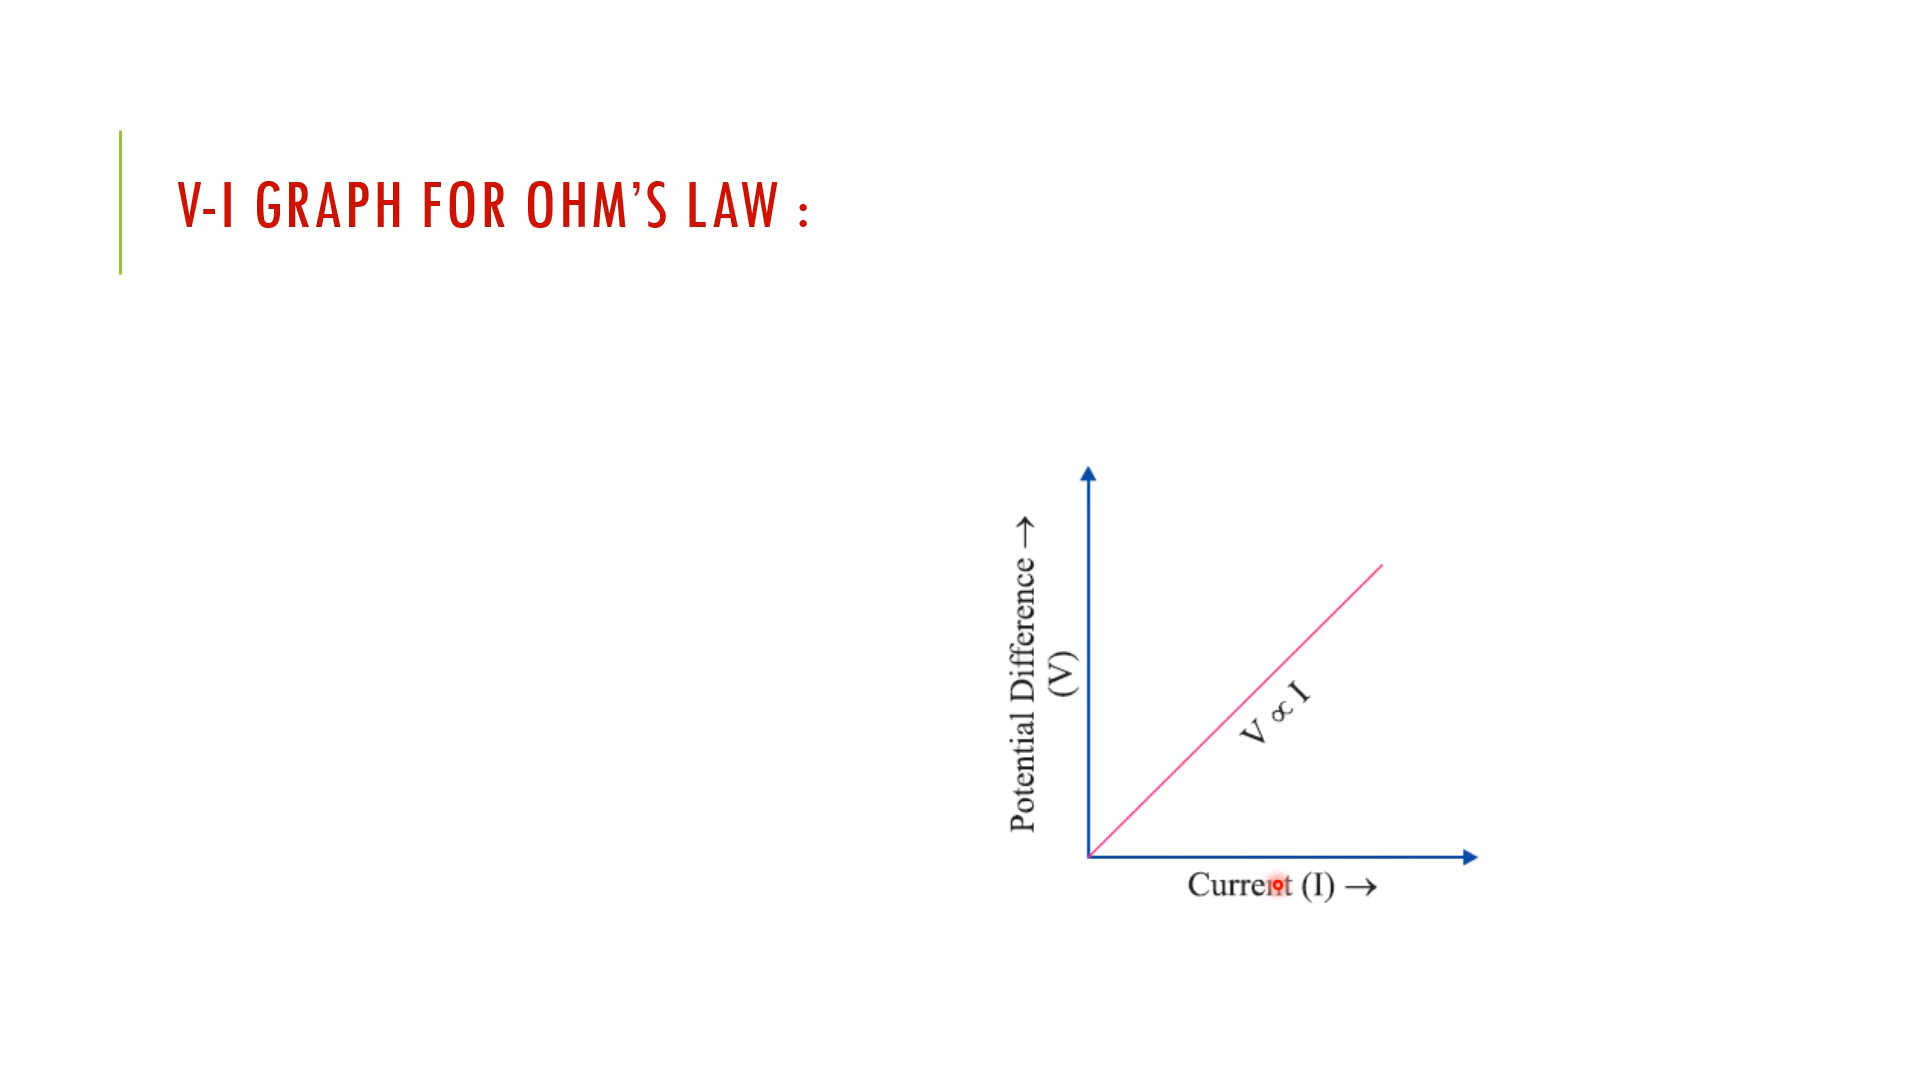 V-I GRAPH FOR OHM’S LAW :
Potential Difference →
(V)
V ∝ I
Current (I) →